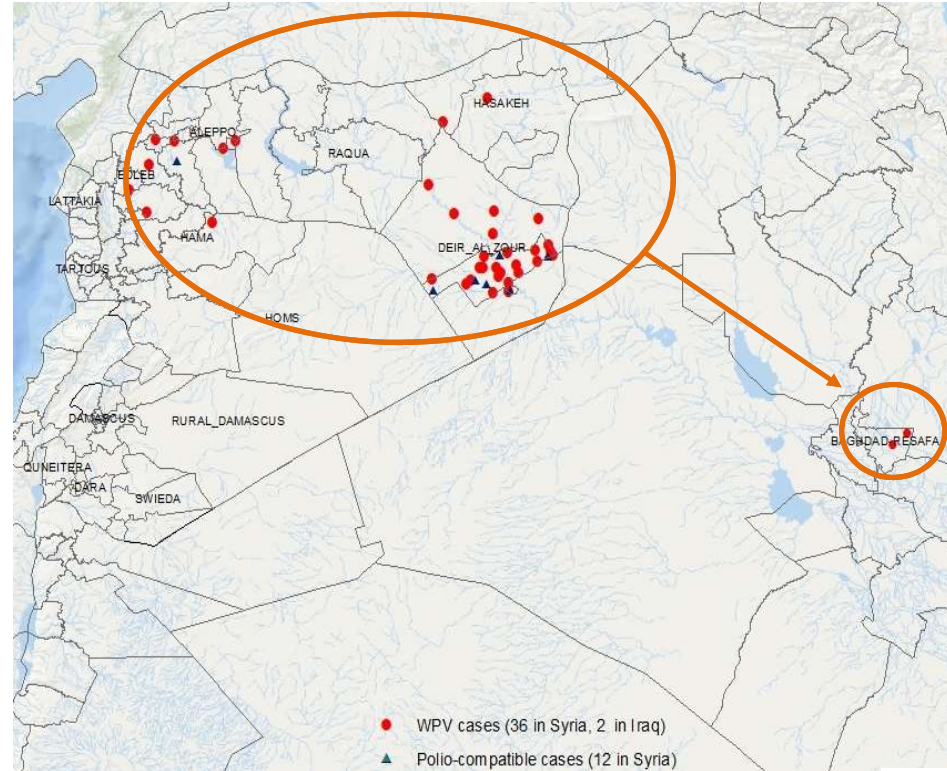 HASAKEH
ALEPPO
RAQUA
EDLEB
LATTAKIA
HAMA
DEIR_AL_ZOUR
TARTOUS
HOMS
DAMASCUS
RURAL_DAMASCUS
BAGHDAD-RESAFA
QUNEITERA
DARA
SWIEDA
WPV cases (36 in Syria, 2 in Iraq)
Polio-compatible cases (12 in Syria)